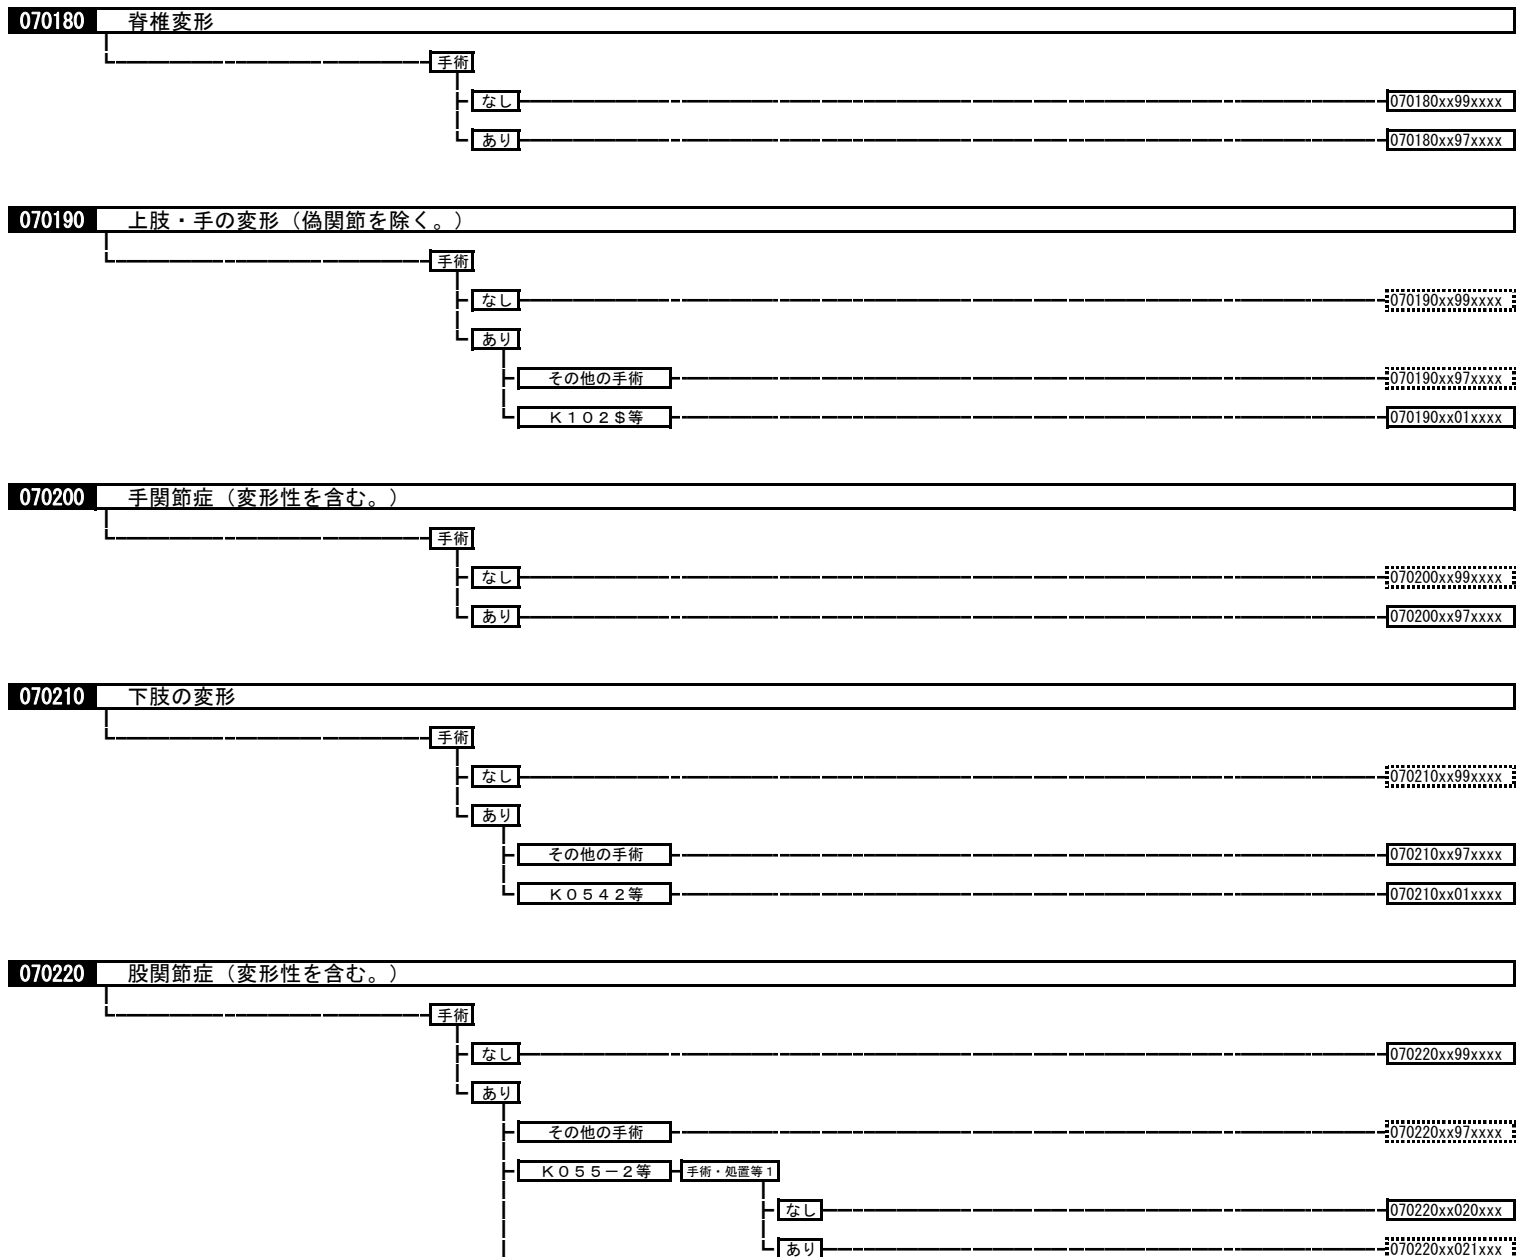 070180 脊椎変形
手術
なし 070180xx99xxxx
あり 070180xx97xxxx
070190 上肢・手の変形（偽関節を除く。）
手術
なし 070190xx99xxxx
あり
その他の手術 070190xx97xxxx
Ｋ１０２＄等 070190xx01xxxx
070200 手関節症（変形性を含む。）
手術
なし 070200xx99xxxx
あり 070200xx97xxxx
070210 下肢の変形
手術
なし 070210xx99xxxx
あり
その他の手術 070210xx97xxxx
Ｋ０５４２等 070210xx01xxxx
070220 股関節症（変形性を含む。）
手術
なし 070220xx99xxxx
あり
その他の手術 070220xx97xxxx
Ｋ０５５－２等 手術・処置等１
なし 070220xx020xxx
あり 070220xx021xxx